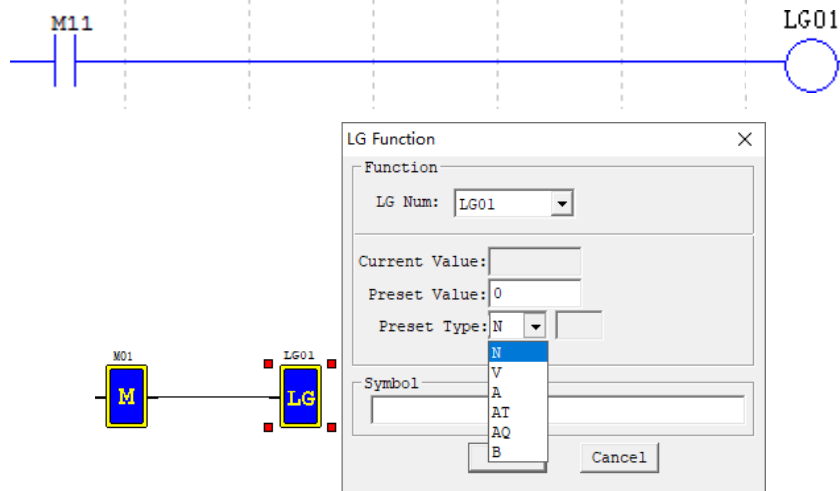 M11
LG01
LG Function
Function
LG Num: LG01
Current Value:
Preset Value: 0
Preset Type: N
N
V
A
AT
AQ
B
Symbol
Cancel
M01
M
LG01
LG